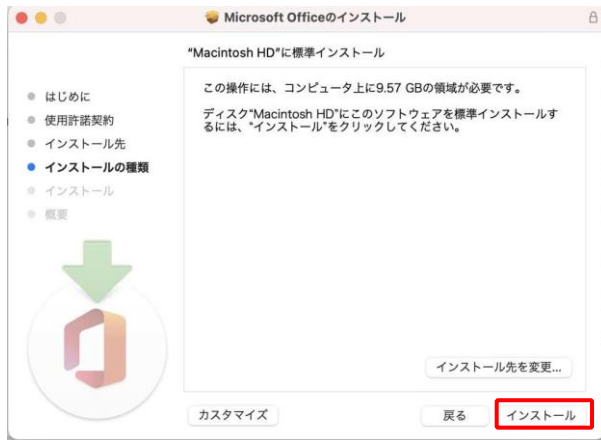 Microsoft Officeのインストール
"Macintosh HD"に標準インストール
はじめに
使用許諾契約
インストール先
インストールの種類
インストール
概要
この操作には、コンピュータ上に9.57 GBの領域が必要です。
ディスク"Macintosh HD"にこのソフトウェアを標準インストールす
るには、"インストール"をクリックしてください。
インストール先を変更...
カスタマイズ
戻る
インストール